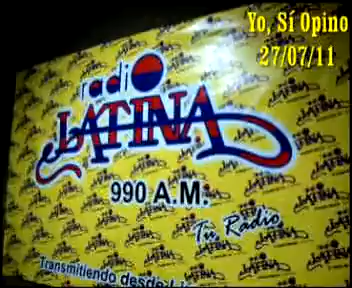 Yo, Sí Opino
27/07/11
radio
LATINA
990 A.M.
Tu Radio
Transmitiendo desde